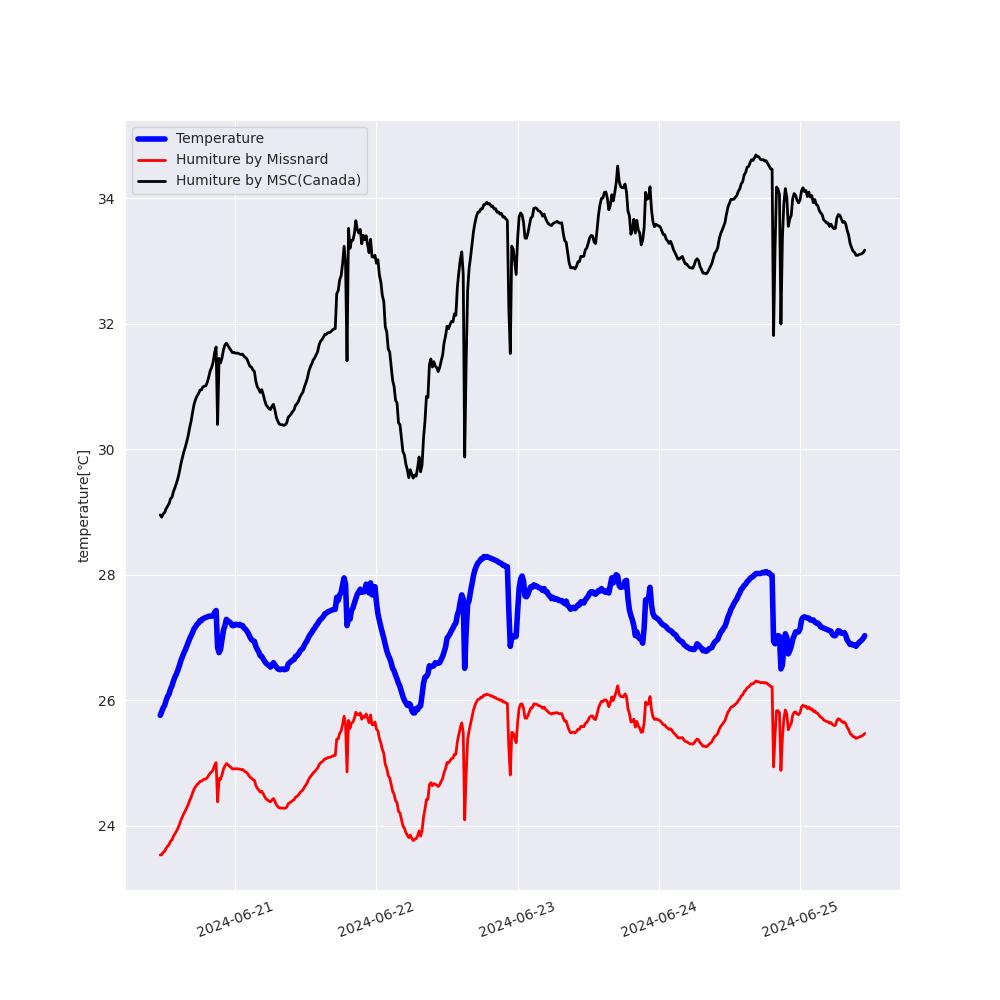 Temperature
Humiture by Missnard
Humiture by MSC(Canada)
34
32
30
28
26
24
temperature[℃]
2024-06-21
2024-06-22
2024-06-23
2024-06-24
2024-06-25